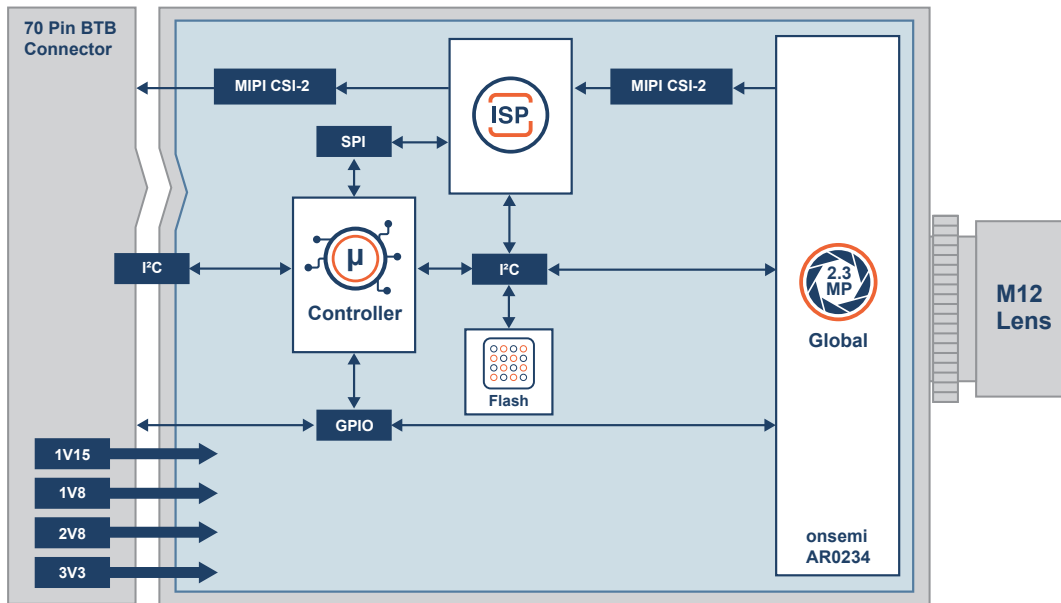 70 Pin BTB
Connector
MIPI CSI-2
MIPI CSI-2
ISP
SPI
µ
Controller
I²C
I²C
2.3
MP
Global
M12
Lens
Flash
GPIO
1V15
1V8
2V8
3V3
onsemi
AR0234